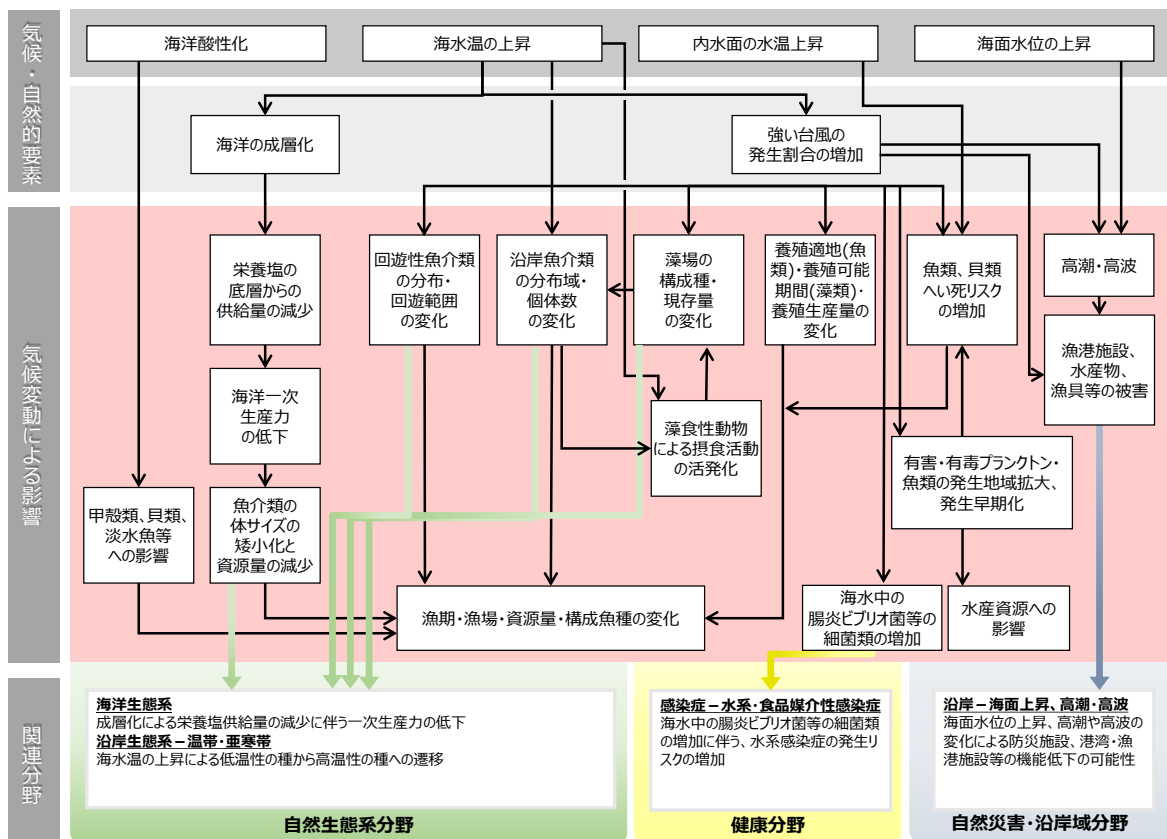 気候・自然的要素
海洋酸性化
海水温の上昇
内水面の水温上昇
海面水位の上昇
海洋の成層化
強い台風の
発生割合の増加
気候変動による影響
栄養塩の
底層からの
供給量の減少
回遊性魚介類
の分布・
回遊範囲
の変化
沿岸魚介類
の分布域・
個体数
の変化
藻場の
構成種・
現存量
の変化
養殖適地(魚
類)・養殖可能
期間(藻類)・
養殖生産量の
変化
魚類、貝類
へい死リスク
の増加
高潮・高波
漁港施設、
水産物、
漁具等の被害
海洋一次
生産力
の低下
藻食性動物
による摂食活動
の活発化
有害・有毒プランクトン・
魚類の発生地域拡大、
発生早期化
甲殻類、貝類、
淡水魚等
への影響
魚介類の
体サイズの
矮小化と
資源量の減少
漁期・漁場・資源量・構成魚種の変化
海水中の
腸炎ビブリオ菌等の
細菌類の増加
水産資源への
影響
関連分野
海洋生態系
成層化による栄養塩供給量の減少に伴う一次生産力の低下
沿岸生態系－温帯・亜寒帯
海水温の上昇による低温性の種から高温性の種への遷移
自然生態系分野
感染症－水系・食品媒介性感染症
海水中の腸炎ビブリオ菌等の細菌類
の増加に伴う、水系感染症の発生リ
スクの増加
健康分野
沿岸－海面上昇、高潮・高波
海面水位の上昇、高潮や高波の
変化による防災施設、港湾・漁
港施設等の機能低下の可能性
自然災害・沿岸域分野